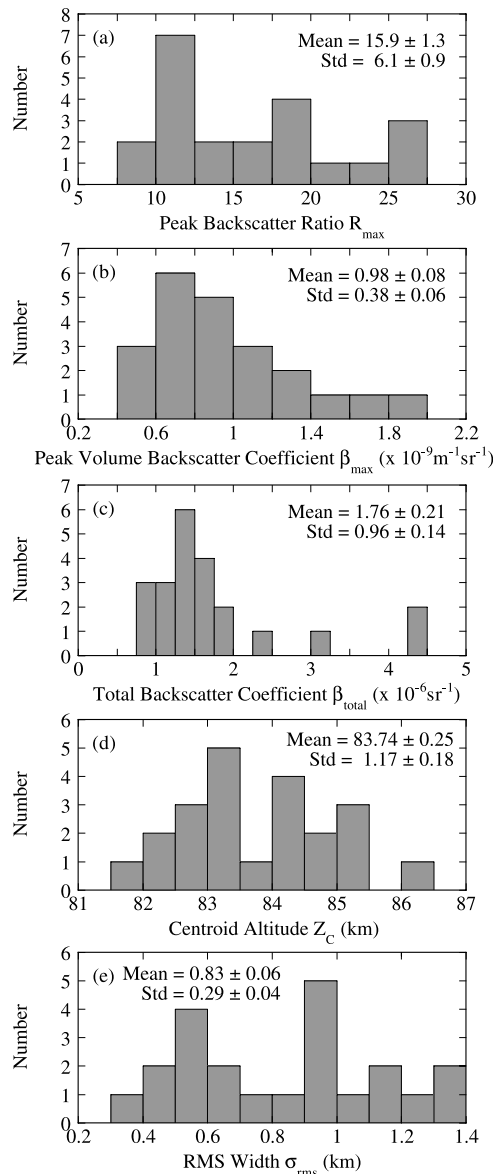 (a)
Mean = 15.9 ± 1.3
Std = 6.1 ± 0.9
Number
8
7
6
5
4
3
2
1
0
5 10 15 20 25 30
Peak Backscatter Ratio R_max
(b)
Mean = 0.98 ± 0.08
Std = 0.38 ± 0.06
Number
7
6
5
4
3
2
1
0
0.2 0.6 1 1.4 1.8 2.2
Peak Volume Backscatter Coefficient β_max (x 10^-9 m^-1 sr^-1)
(c)
Mean = 1.76 ± 0.21
Std = 0.96 ± 0.14
Number
7
6
5
4
3
2
1
0
0 1 2 3 4 5
Total Backscatter Coefficient β_total (x 10^-6 sr^-1)
(d)
Mean = 83.74 ± 0.25
Std = 1.17 ± 0.18
Number
6
5
4
3
2
1
0
81 82 83 84 85 86 87
Centroid Altitude Z_C (km)
(e)
Mean = 0.83 ± 0.06
Std = 0.29 ± 0.04
Number
6
5
4
3
2
1
0
0.2 0.4 0.6 0.8 1 1.2 1.4
RMS Width σ_rms (km)